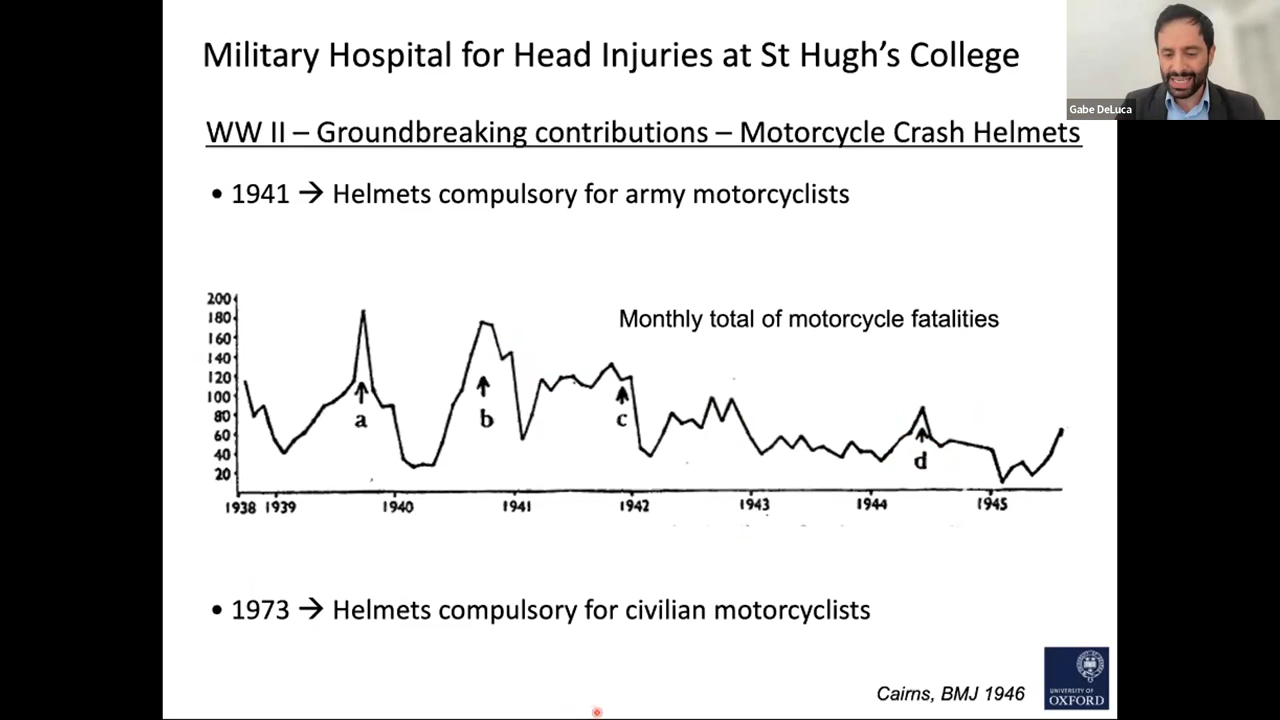 Military Hospital for Head Injuries at St Hugh's College
Gabe DeLuca
WW II – Groundbreaking contributions – Motorcycle Crash Helmets
• 1941 → Helmets compulsory for army motorcyclists
Monthly total of motorcycle fatalities
200
180
160
140
120
100
80
60
40
20
a
b
c
d
1938 1939 1940 1941 1942 1943 1944 1945
• 1973 → Helmets compulsory for civilian motorcyclists
Cairns, BMJ 1946
UNIVERSITY OF
OXFORD